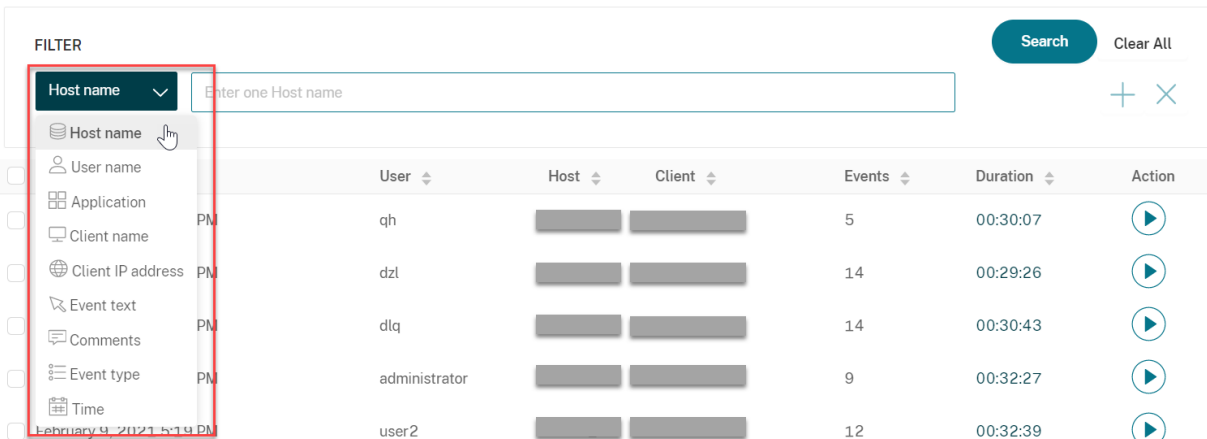 FILTER
Search
Clear All
Host name
Enter one Host name
Host name
User name
Application
Client name
Client IP address
Event text
Comments
Event type
Time
User
Host
Client
Events
Duration
Action
PM
qh
5
00:30:07
PM
dzl
14
00:29:26
PM
dlq
14
00:30:43
PM
administrator
9
00:32:27
February 9, 2021 5:19 PM
user2
12
00:32:39